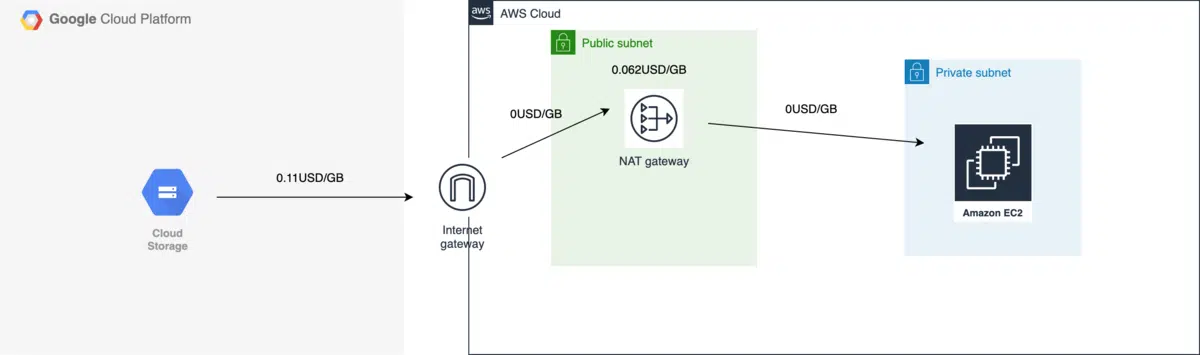 Google Cloud Platform
aws
AWS Cloud
Public subnet
0.062USD/GB
Private subnet
0USD/GB
0USD/GB
NAT gateway
0.11USD/GB
Amazon EC2
Cloud
Storage
Internet
gateway